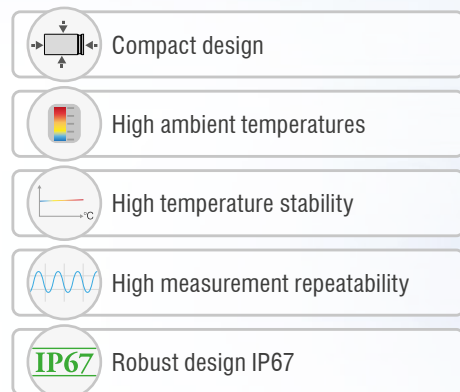 Compact design
High ambient temperatures
°C
High temperature stability
High measurement repeatability
IP67
Robust design IP67